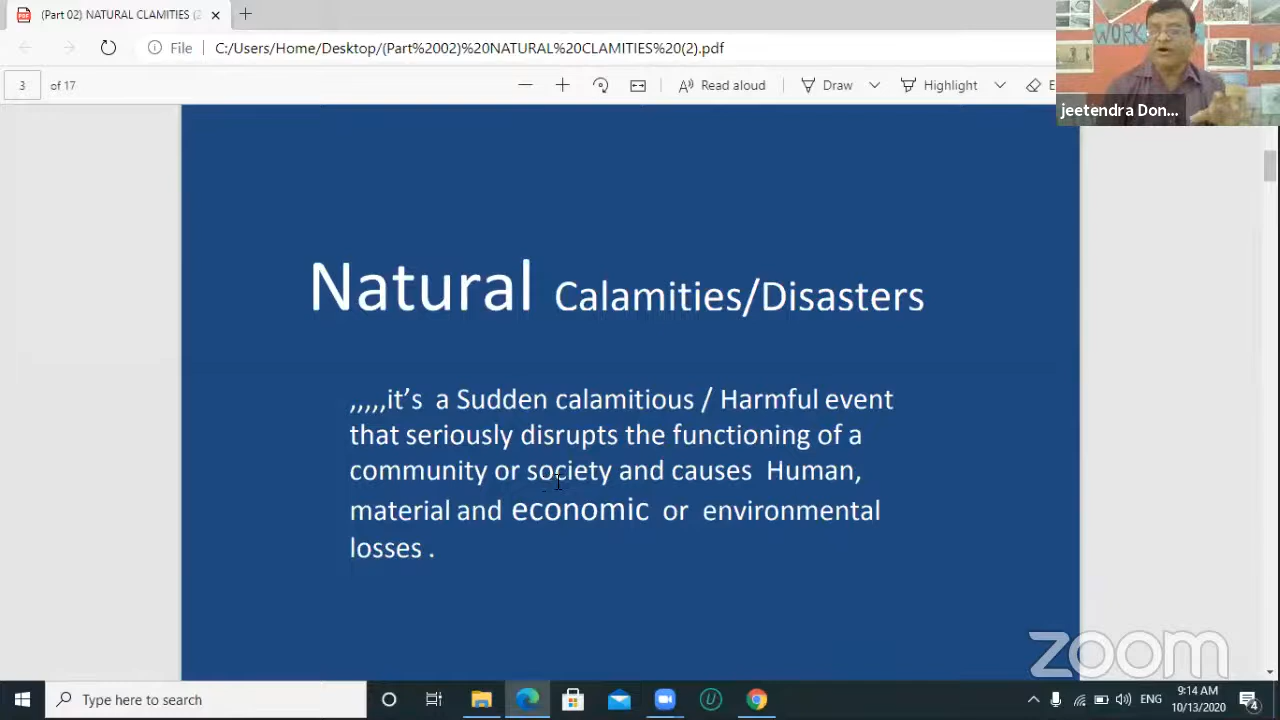 (Part 02) NATURAL CLAMITIES (2
File
C:/Users/Home/Desktop/(Part%2002)%20NATURAL%20CLAMITIES%20(2).pdf
3 of 17
Read aloud
Draw
Highlight
E
WORK
jeetendra Don...
Natural Calamities/Disasters
,,,,,it’s a Sudden calamitious / Harmful event
that seriously disrupts the functioning of a
community or society and causes Human,
material and economic or environmental
losses .
zoom
Type here to search
ENG
9:14 AM
10/13/2020
4